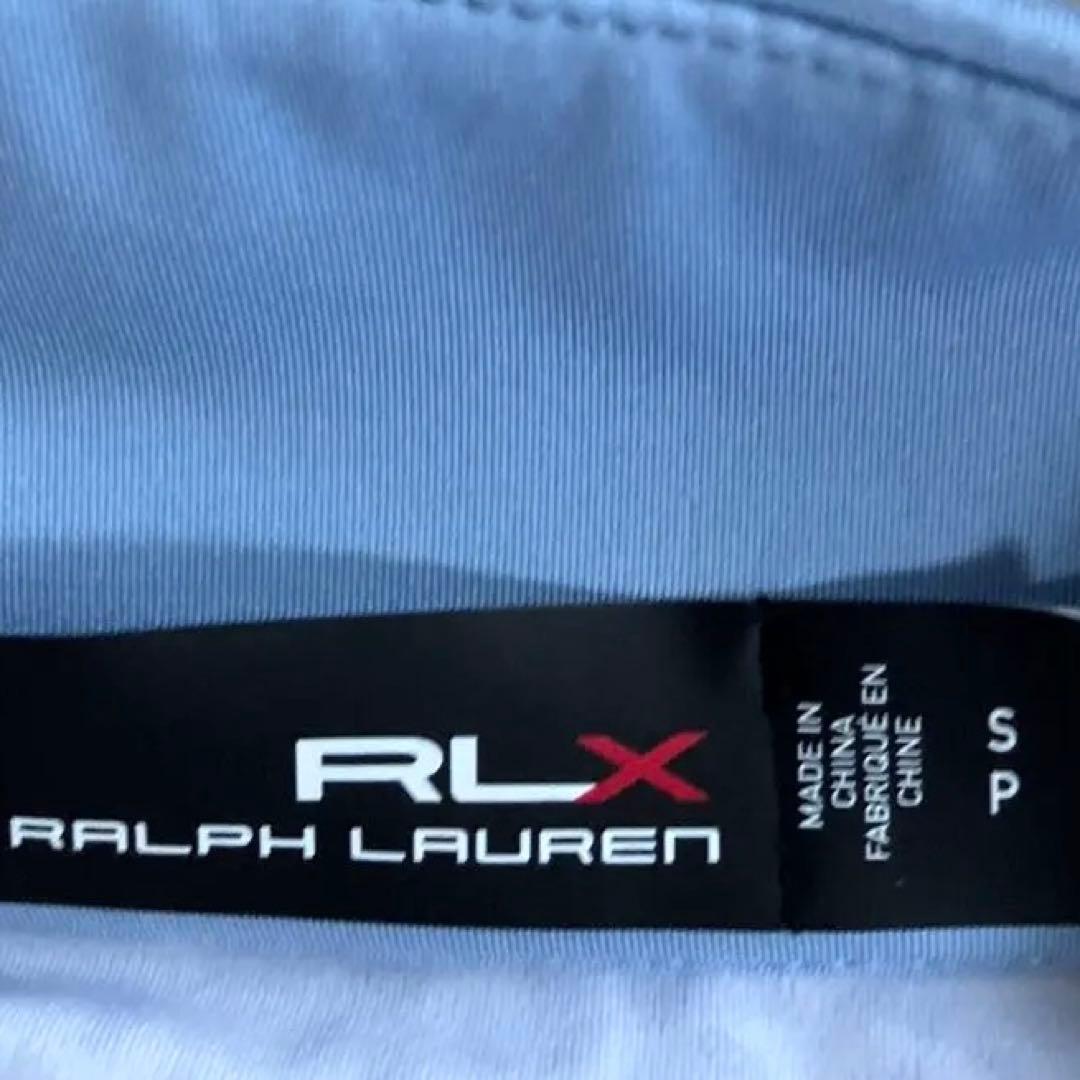 RLX
RALPH LAUREN
MADE IN
CHINA
FABRIQUÉ EN
CHINE
S
P